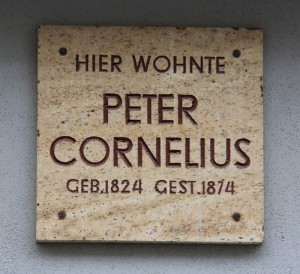 HIER WOHNTE
PETER
CORNELIUS
GEB.1824 GEST.1874